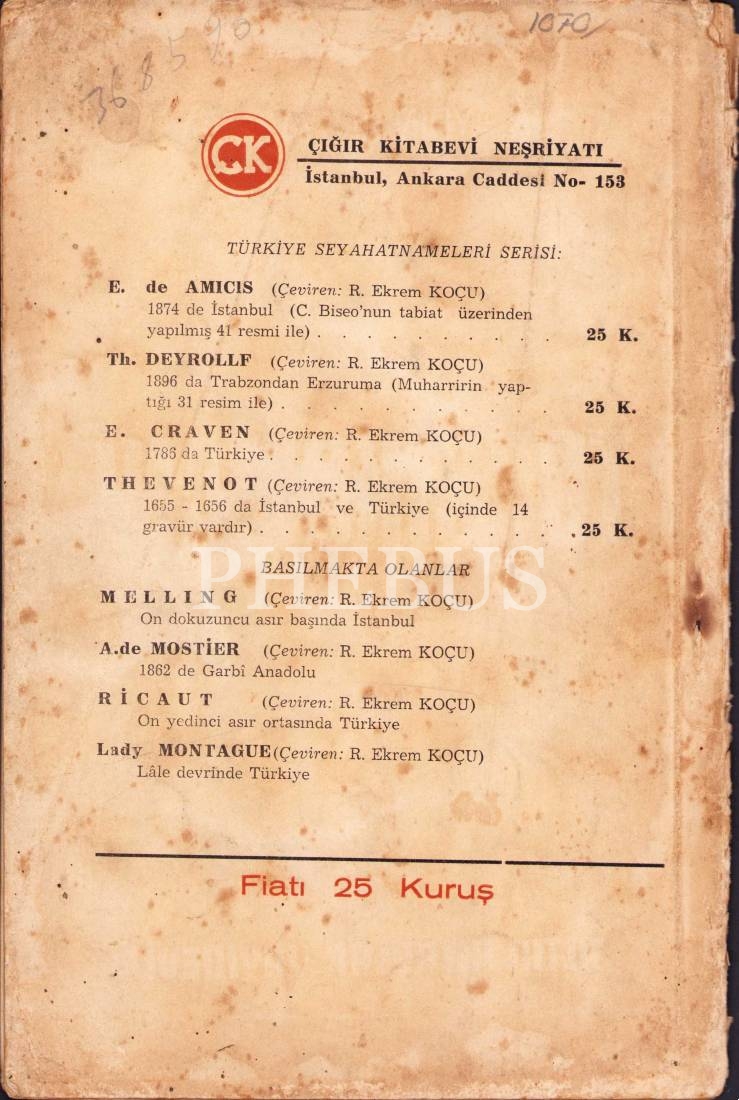 368590
1070/
ÇK
ÇIĞIR KİTABEVİ NEŞRİYATI
İstanbul, Ankara Caddesi No- 153
TÜRKİYE SEYAHATNAMELERİ SERİSİ:
E. de AMICIS (Çeviren: R. Ekrem KOÇU)
1874 de İstanbul (C. Biseo'nun tabiat üzerinden
yapılmış 41 resmi ile) . . . . . . . . . . 25 K.
Th. DEYROLLF (Çeviren: R. Ekrem KOÇU)
1896 da Trabzondan Erzuruma (Muharririn yap-
tığı 31 resim ile) . . . . . . . . . . . 25 K.
E. CRAVEN (Çeviren: R. Ekrem KOÇU)
1786 da Türkiye . . . . . . . . . . . 25 K.
THEVENOT (Çeviren: R. Ekrem KOÇU)
1655 - 1656 da İstanbul ve Türkiye (içinde 14
gravür vardır) . . . . . . . . . . . . 25 K.
PHEBUS
BASILMAKTA OLANLAR
MELLING (Çeviren: R. Ekrem KOÇU)
On dokuzuncu asır başında İstanbul
A.de MOSTİER (Çeviren: R. Ekrem KOÇU)
1862 de Garbî Anadolu
RİCAUT (Çeviren: R. Ekrem KOÇU)
On yedinci asır ortasında Türkiye
Lady MONTAGUE (Çeviren: R. Ekrem KOÇU)
Lâle devrinde Türkiye
Fiatı 25 Kuruş